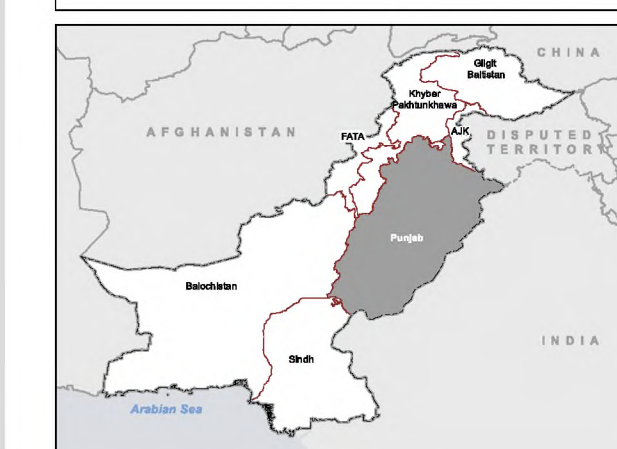 CHINA
Gilgit
Baltistan
Khyber
Pakhtunkhawa
AFGHANISTAN
FATA
AJK
DISPUTED
TERRITORY
Punjab
Balochistan
INDIA
Sindh
Arabian Sea